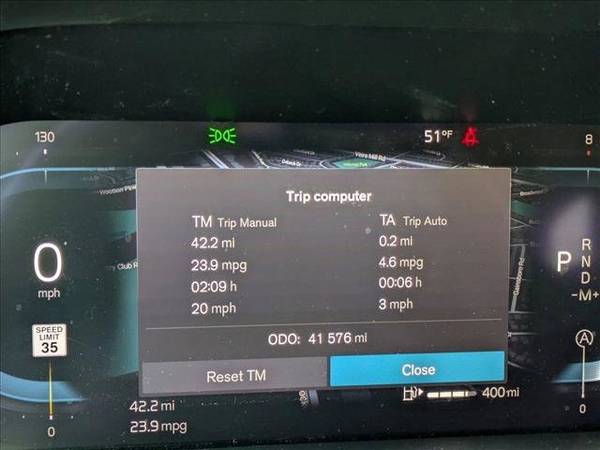 130
51°F
8
Trip computer
TM Trip Manual TA Trip Auto
42.2 mi 0.2 mi
23.9 mpg 4.6 mpg
02:09 h 00:06 h
20 mph 3 mph
ODO: 41 576 mi
Reset TM Close
0
mph
SPEED
LIMIT
35
P
R
N
D
-M+
A
42.2 mi
23.9 mpg
400mi
0
0